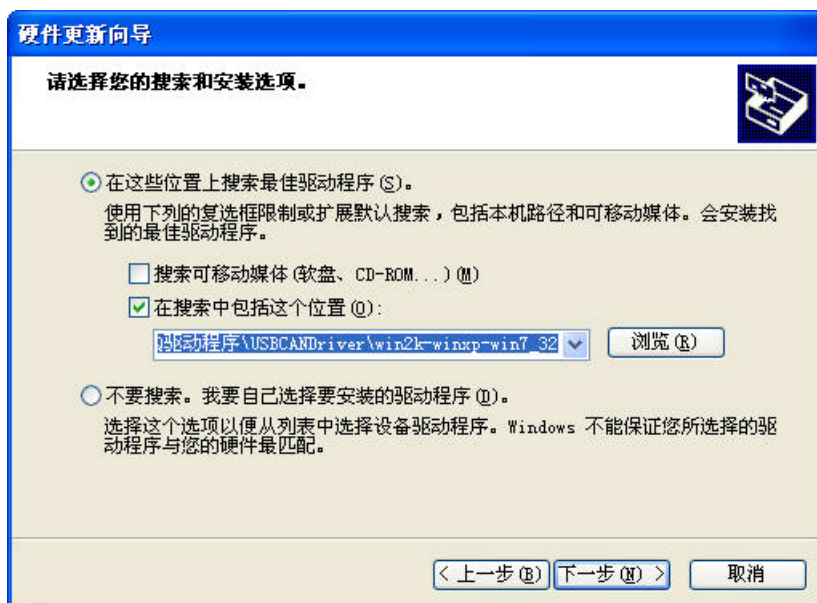 硬件更新向导
请选择您的搜索和安装选项。
在这些位置上搜索最佳驱动程序(S)。
使用下列的复选框限制或扩展默认搜索，包括本机路径和可移动媒体。会安装找
到的最佳驱动程序。
搜索可移动媒体(软盘、CD-ROM...)(M)
在搜索中包括这个位置(O):
驱动程序\USBCANDriver\win2k-winxp-win7_32
浏览(R)
不要搜索。我要自己选择要安装的驱动程序(D)。
选择这个选项以便从列表中选择设备驱动程序。Windows 不能保证您所选择的驱
动程序与您的硬件最匹配。
< 上一步(B)
下一步(N) >
取消